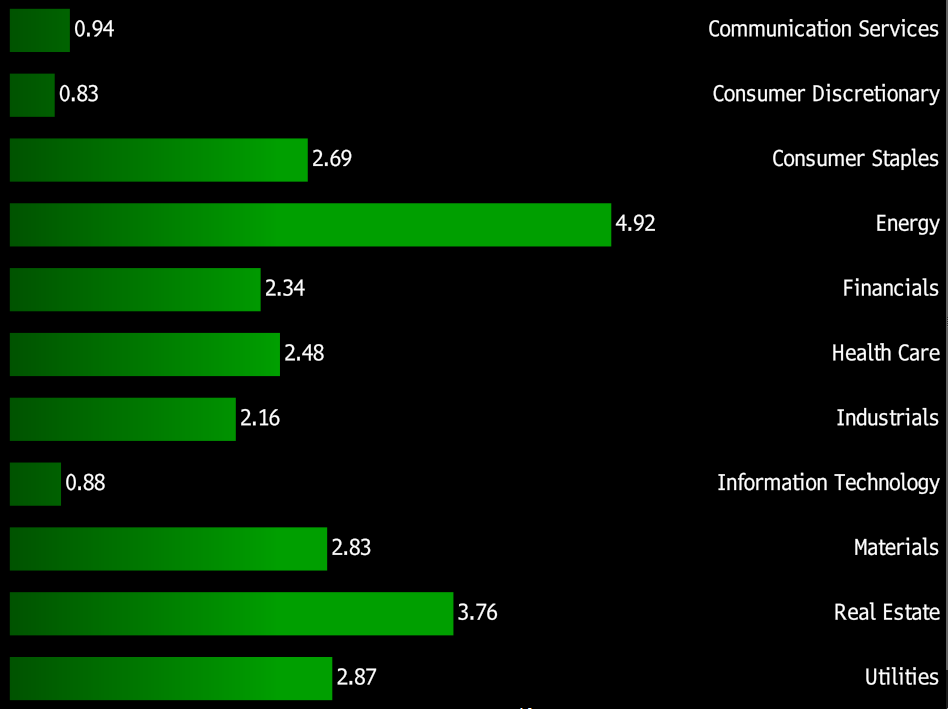 0.94 Communication Services
0.83 Consumer Discretionary
2.69 Consumer Staples
4.92 Energy
2.34 Financials
2.48 Health Care
2.16 Industrials
0.88 Information Technology
2.83 Materials
3.76 Real Estate
2.87 Utilities